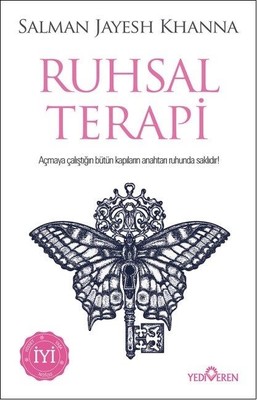 SALMAN JAYESH KHANNA
RUHSAL
TERAPİ
Açmaya çalıştığın bütün kapıların anahtarı ruhunda saklıdır!
İYİ
YEDİVEREN